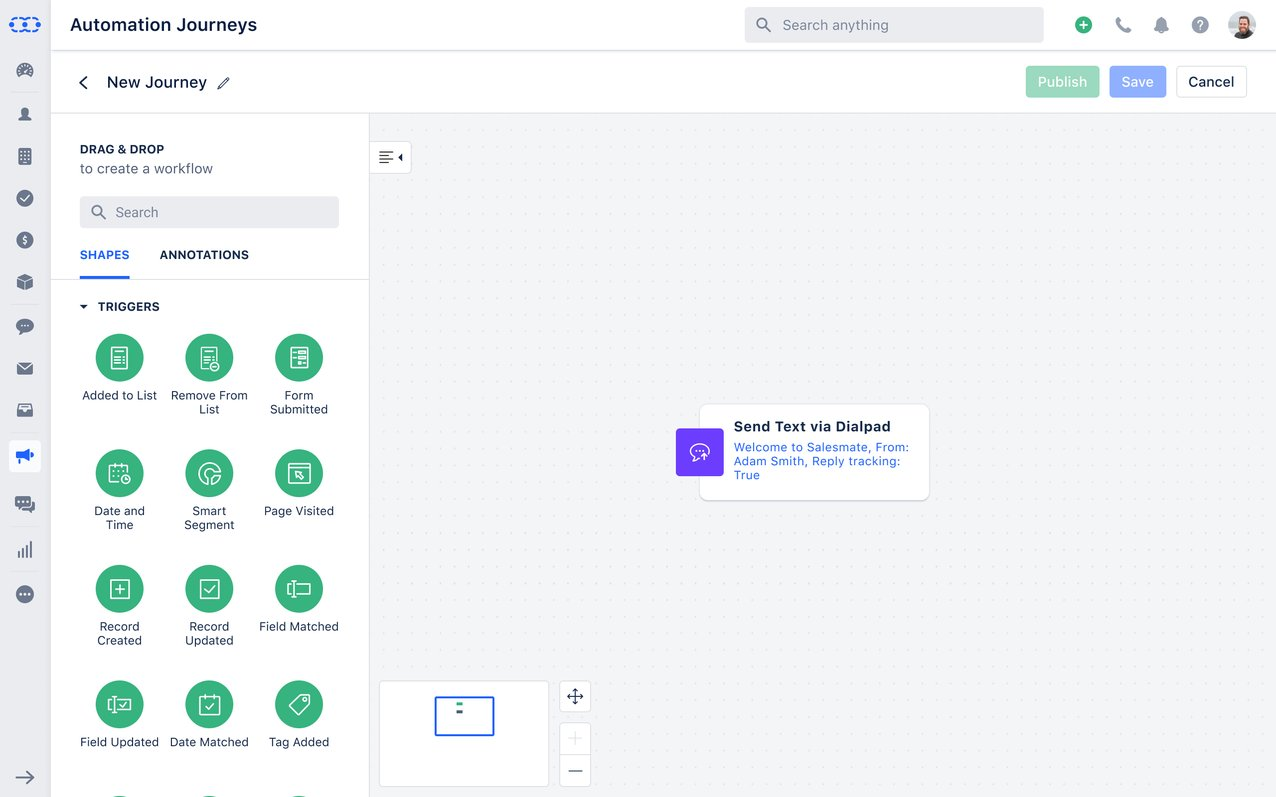 Automation Journeys
Search anything
New Journey
Publish
Save
Cancel
DRAG & DROP
to create a workflow
Search
SHAPES
ANNOTATIONS
TRIGGERS
Added to List
Remove From
List
Form
Submitted
Date and
Time
Smart
Segment
Page Visited
Record
Created
Record
Updated
Field Matched
Field Updated
Date Matched
Tag Added
Send Text via Dialpad
Welcome to Salesmate, From:
Adam Smith, Reply tracking:
True